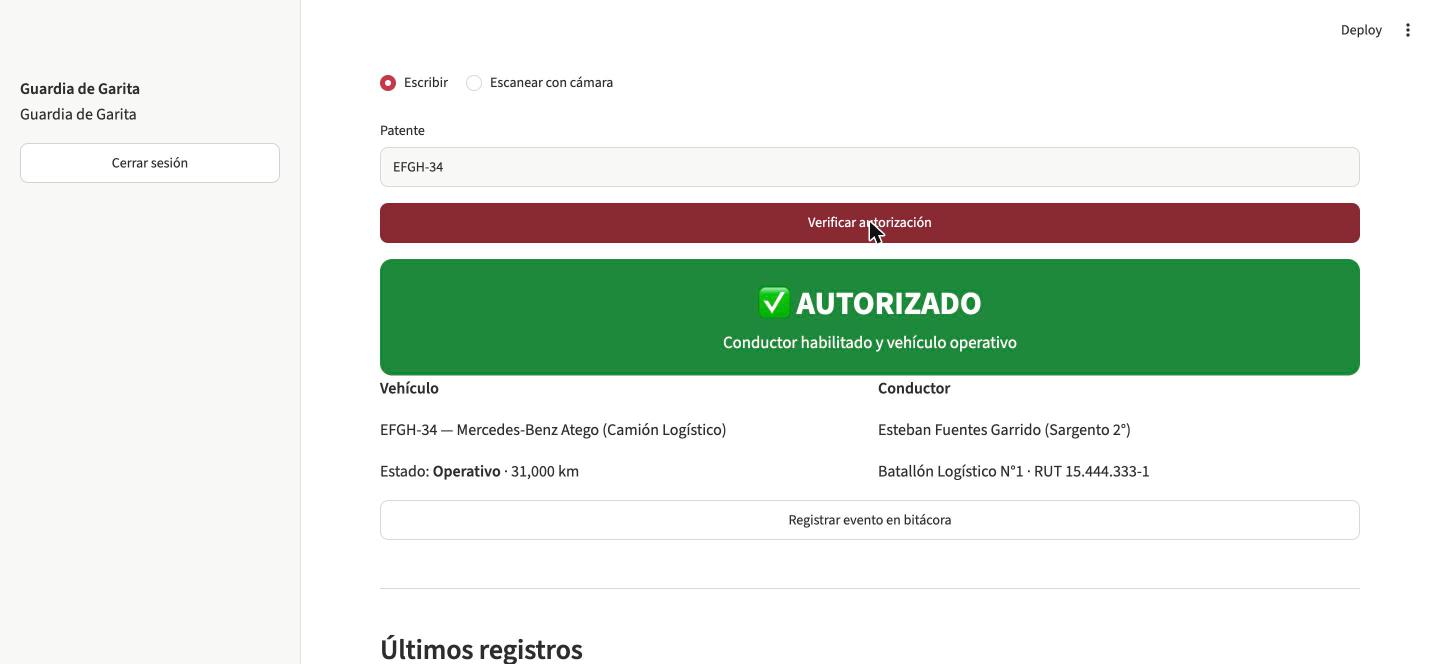 Deploy
Guardia de Garita
Guardia de Garita
Cerrar sesión
Escribir
Escanear con cámara
Patente
EFGH-34
Verificar autorización
✅ AUTORIZADO
Conductor habilitado y vehículo operativo
Vehículo
EFGH-34 — Mercedes-Benz Atego (Camión Logístico)
Estado: Operativo · 31,000 km
Conductor
Esteban Fuentes Garrido (Sargento 2°)
Batallón Logístico N°1 · RUT 15.444.333-1
Registrar evento en bitácora
Últimos registros